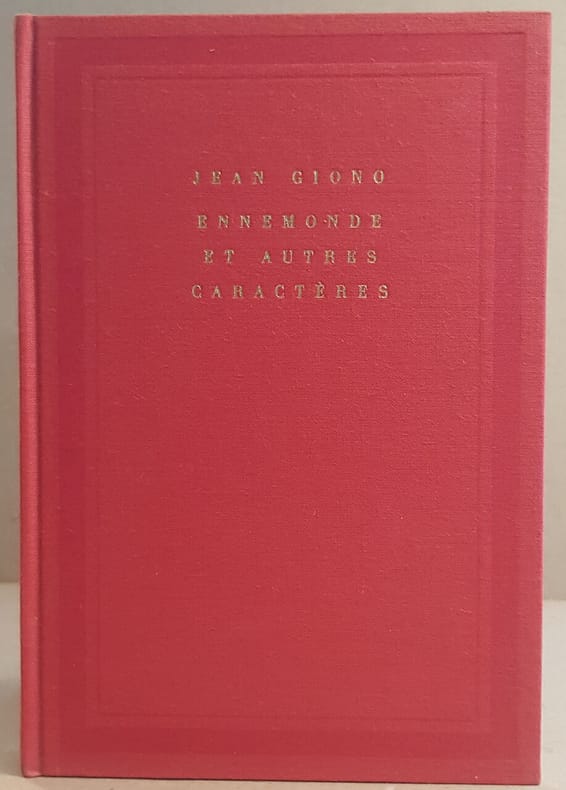 JEAN GIONO
ENNEMONDE
ET AUTRES
CARACTÈRES